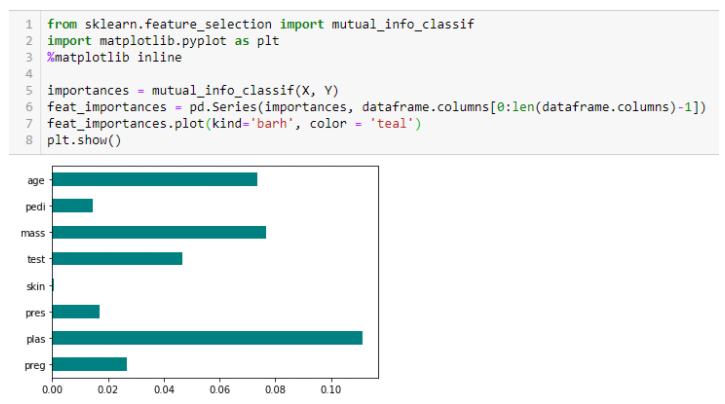 1 from sklearn.feature_selection import mutual_info_classif
2 import matplotlib.pyplot as plt
3 %matplotlib inline
4
5 importances = mutual_info_classif(X, Y)
6 feat_importances = pd.Series(importances, dataframe.columns[0:len(dataframe.columns)-1])
7 feat_importances.plot(kind='barh', color = 'teal')
8 plt.show()
age
pedi
mass
test
skin
pres
plas
preg
0.00 0.02 0.04 0.06 0.08 0.10